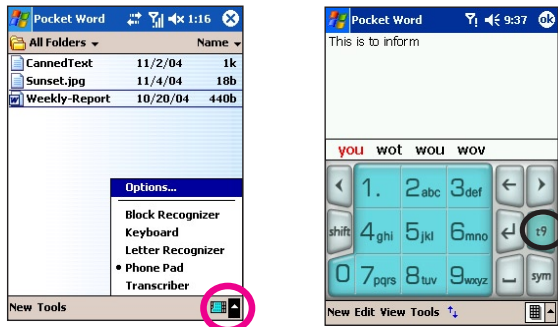 Pocket Word 1:16
All Folders Name
CannedText 11/2/04 1k
Sunset.jpg 11/4/04 18b
Weekly-Report 10/20/04 440b
Options...
Block Recognizer
Keyboard
Letter Recognizer
Phone Pad
Transcriber
New Tools
Pocket Word 9:37 ok
This is to inform
you wot wou wov
1. 2abc 3def
shift 4ghi 5jkl 6mno t9
0 7pqrs 8tuv 9wxyz sym
New Edit View Tools